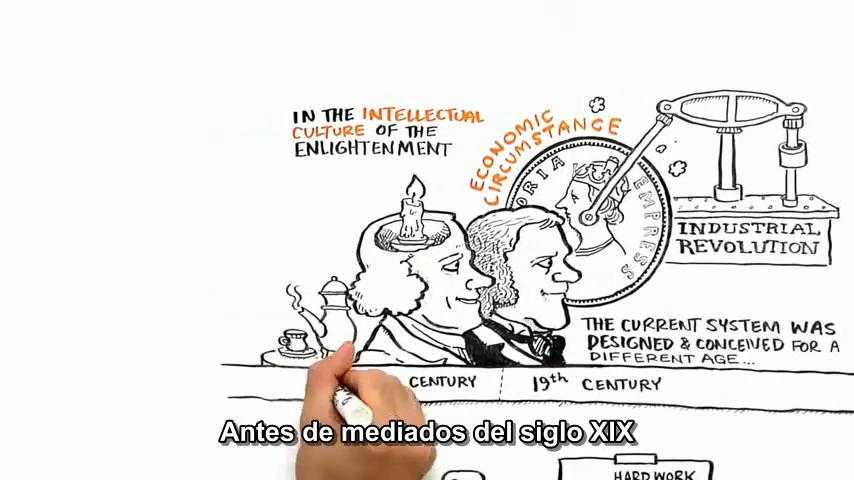 IN THE INTELLECTUAL
CULTURE OF THE
ENLIGHTENMENT
ECONOMIC
CIRCUMSTANCE
ORIA
EMPRESS
INDUSTRIAL
REVOLUTION
THE CURRENT SYSTEM WAS
DESIGNED & CONCEIVED FOR A
DIFFERENT AGE...
CENTURY
19th CENTURY
Antes de mediados del siglo XIX
HARD WORK